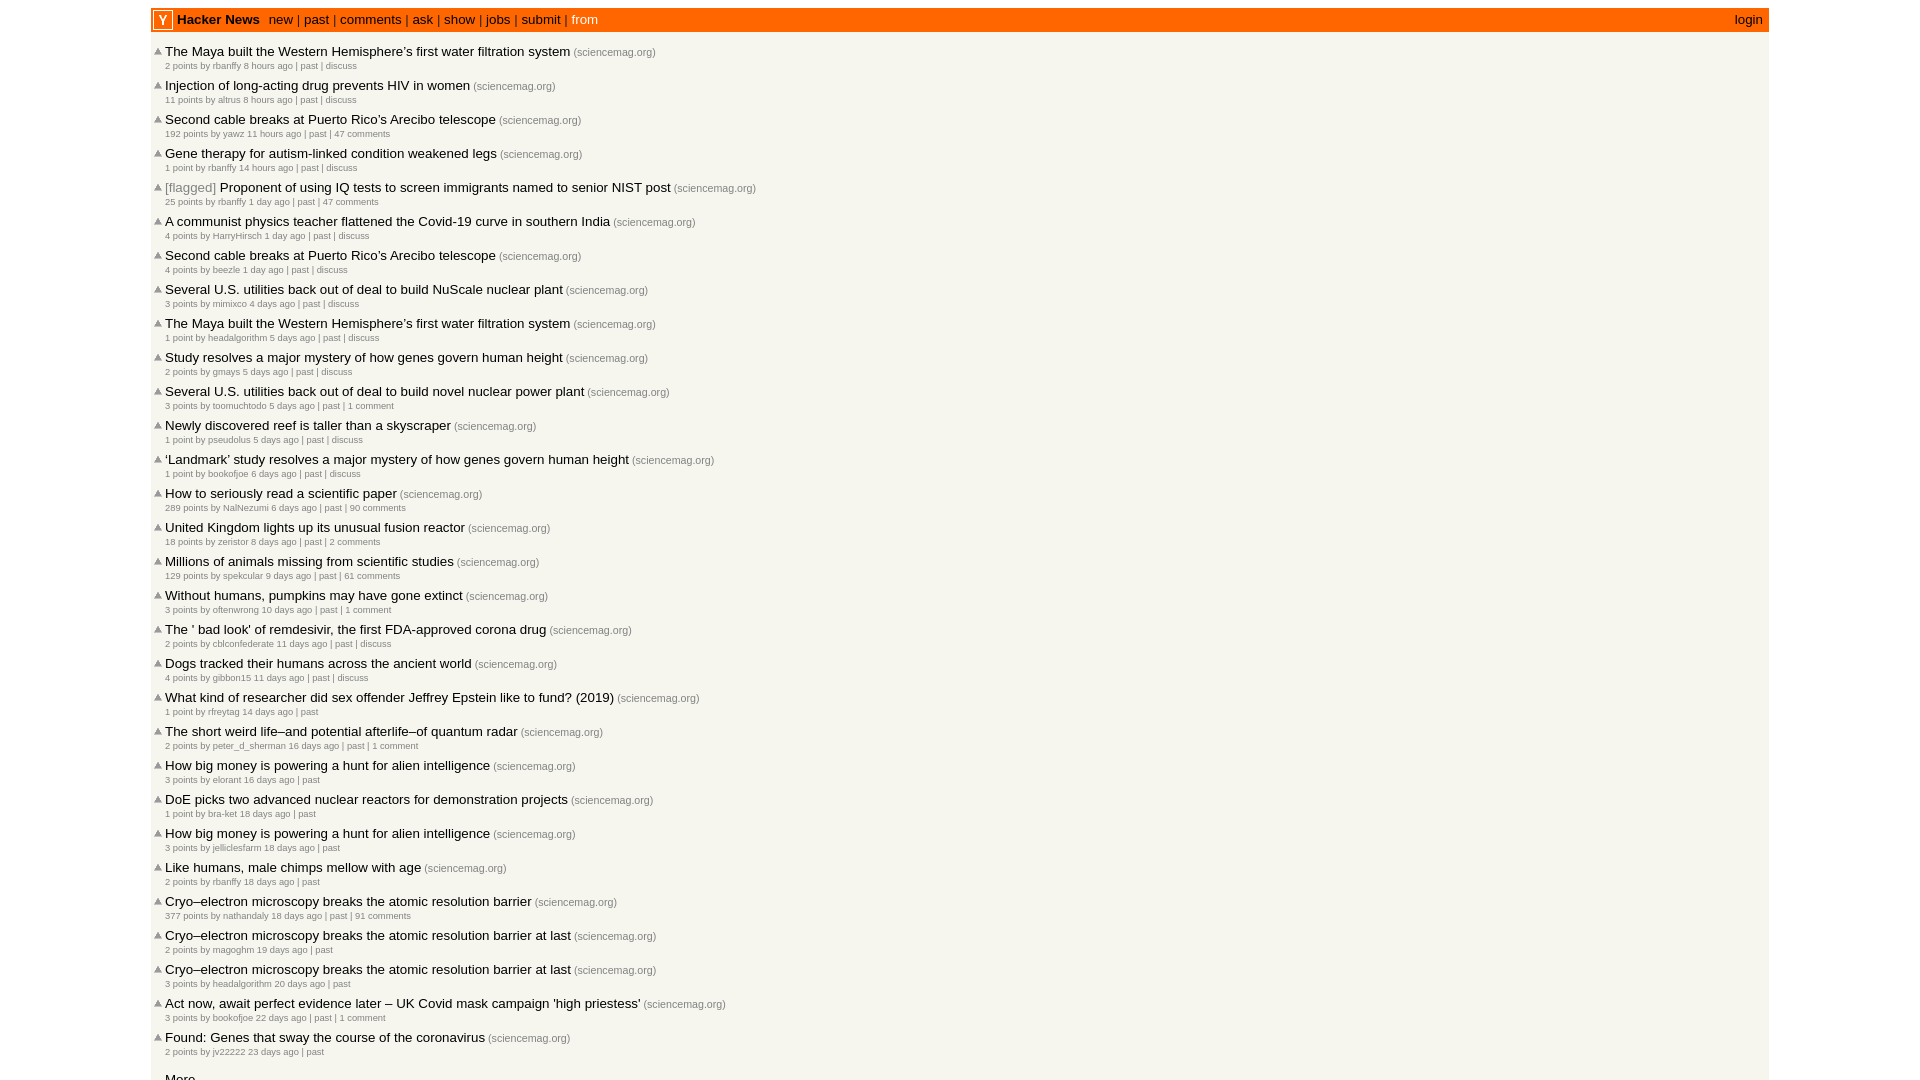 Y Hacker News new | past | comments | ask | show | jobs | submit | from login
The Maya built the Western Hemisphere’s first water filtration system (sciencemag.org)
2 points by rbanffy 8 hours ago | past | discuss
Injection of long-acting drug prevents HIV in women (sciencemag.org)
11 points by altrus 8 hours ago | past | discuss
Second cable breaks at Puerto Rico’s Arecibo telescope (sciencemag.org)
192 points by yawz 11 hours ago | past | 47 comments
Gene therapy for autism-linked condition weakened legs (sciencemag.org)
1 point by rbanffy 14 hours ago | past | discuss
[flagged] Proponent of using IQ tests to screen immigrants named to senior NIST post (sciencemag.org)
25 points by rbanffy 1 day ago | past | 47 comments
A communist physics teacher flattened the Covid-19 curve in southern India (sciencemag.org)
4 points by HarryHirsch 1 day ago | past | discuss
Second cable breaks at Puerto Rico’s Arecibo telescope (sciencemag.org)
4 points by beezle 1 day ago | past | discuss
Several U.S. utilities back out of deal to build NuScale nuclear plant (sciencemag.org)
3 points by mimixco 4 days ago | past | discuss
The Maya built the Western Hemisphere’s first water filtration system (sciencemag.org)
1 point by headalgorithm 5 days ago | past | discuss
Study resolves a major mystery of how genes govern human height (sciencemag.org)
2 points by gmays 5 days ago | past | discuss
Several U.S. utilities back out of deal to build novel nuclear power plant (sciencemag.org)
3 points by toomuchtodo 5 days ago | past | 1 comment
Newly discovered reef is taller than a skyscraper (sciencemag.org)
1 point by pseudolus 5 days ago | past | discuss
‘Landmark’ study resolves a major mystery of how genes govern human height (sciencemag.org)
1 point by bookofjoe 6 days ago | past | discuss
How to seriously read a scientific paper (sciencemag.org)
289 points by NalNezumi 6 days ago | past | 90 comments
United Kingdom lights up its unusual fusion reactor (sciencemag.org)
18 points by zeristor 8 days ago | past | 2 comments
Millions of animals missing from scientific studies (sciencemag.org)
129 points by spekcular 9 days ago | past | 61 comments
Without humans, pumpkins may have gone extinct (sciencemag.org)
3 points by oftenwrong 10 days ago | past | 1 comment
The ' bad look' of remdesivir, the first FDA-approved corona drug (sciencemag.org)
2 points by cblconfederate 11 days ago | past | discuss
Dogs tracked their humans across the ancient world (sciencemag.org)
4 points by gibbon15 11 days ago | past | discuss
What kind of researcher did sex offender Jeffrey Epstein like to fund? (2019) (sciencemag.org)
1 point by rfreytag 14 days ago | past
The short weird life–and potential afterlife–of quantum radar (sciencemag.org)
2 points by peter_d_sherman 16 days ago | past | 1 comment
How big money is powering a hunt for alien intelligence (sciencemag.org)
3 points by elorant 16 days ago | past
DoE picks two advanced nuclear reactors for demonstration projects (sciencemag.org)
1 point by bra-ket 18 days ago | past
How big money is powering a hunt for alien intelligence (sciencemag.org)
3 points by jelliclesfarm 18 days ago | past
Like humans, male chimps mellow with age (sciencemag.org)
2 points by rbanffy 18 days ago | past
Cryo–electron microscopy breaks the atomic resolution barrier (sciencemag.org)
377 points by nathandaly 18 days ago | past | 91 comments
Cryo–electron microscopy breaks the atomic resolution barrier at last (sciencemag.org)
2 points by magoghm 19 days ago | past
Cryo–electron microscopy breaks the atomic resolution barrier at last (sciencemag.org)
3 points by headalgorithm 20 days ago | past
Act now, await perfect evidence later – UK Covid mask campaign 'high priestess' (sciencemag.org)
3 points by bookofjoe 22 days ago | past | 1 comment
Found: Genes that sway the course of the coronavirus (sciencemag.org)
2 points by jv22222 23 days ago | past
More